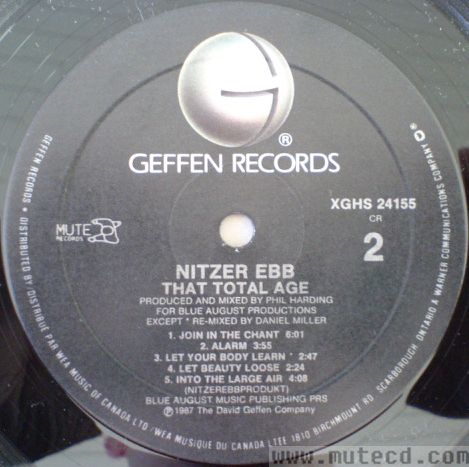 GEFFEN RECORDS
XGHS 24155
CR
2
MUTE
RECORDS
NITZER EBB
THAT TOTAL AGE
PRODUCED AND MIXED BY PHIL HARDING
FOR BLUE AUGUST PRODUCTIONS
EXCEPT * RE-MIXED BY DANIEL MILLER
1. JOIN IN THE CHANT 6:01
2. ALARM 3:55
3. LET YOUR BODY LEARN * 2:47
4. LET BEAUTY LOOSE 2:24
5. INTO THE LARGE AIR 4:08
(NITZEREBBPRODUKT)
BLUE AUGUST MUSIC PUBLISHING PRS
℗1987 The David Geffen Company
GEFFEN RECORDS • DISTRIBUTED BY/DISTRIBUÉ PAR WEA MUSIC OF CANADA LTD/WEA MUSIQUE DU CANADA LTÉE 1810 BIRCHMOUNT RD. SCARBOROUGH ONTARIO A WARNER COMMUNICATIONS COMPANY
www.mutecd.com